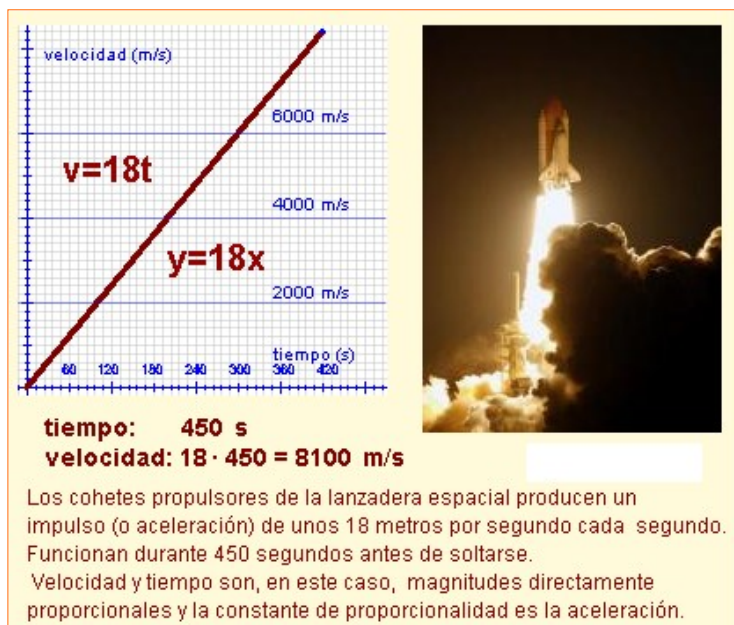 velocidad (m/s)
6000 m/s
v=18t
4000 m/s
y=18x
2000 m/s
tiempo (s)
60 120 180 240 300 360 420
tiempo: 450 s
velocidad: 18 · 450 = 8100 m/s
Los cohetes propulsores de la lanzadera espacial producen un
impulso (o aceleración) de unos 18 metros por segundo cada segundo.
Funcionan durante 450 segundos antes de soltarse.
Velocidad y tiempo son, en este caso, magnitudes directamente
proporcionales y la constante de proporcionalidad es la aceleración.